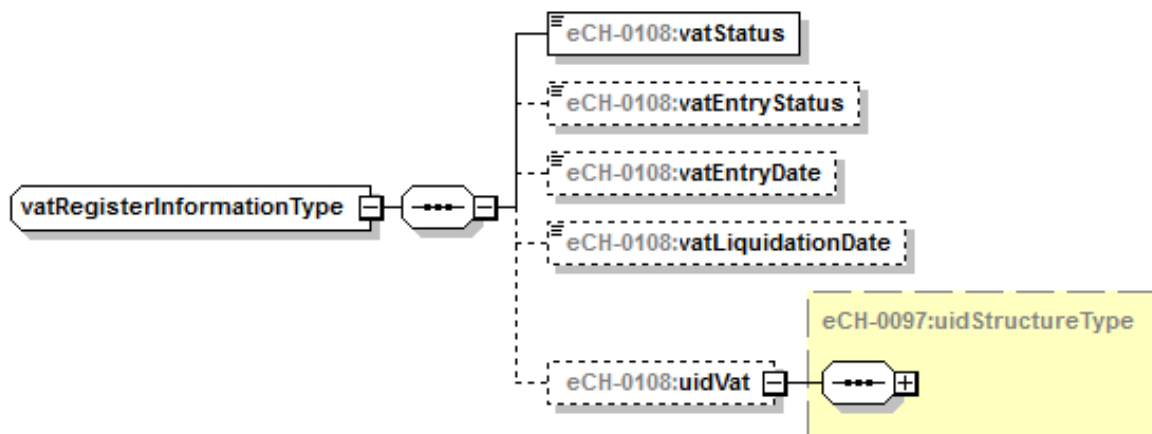 eCH-0108:vatStatus
eCH-0108:vatEntryStatus
eCH-0108:vatEntryDate
vatRegisterInformationType
eCH-0108:vatLiquidationDate
eCH-0097:uidStructureType
eCH-0108:uidVat